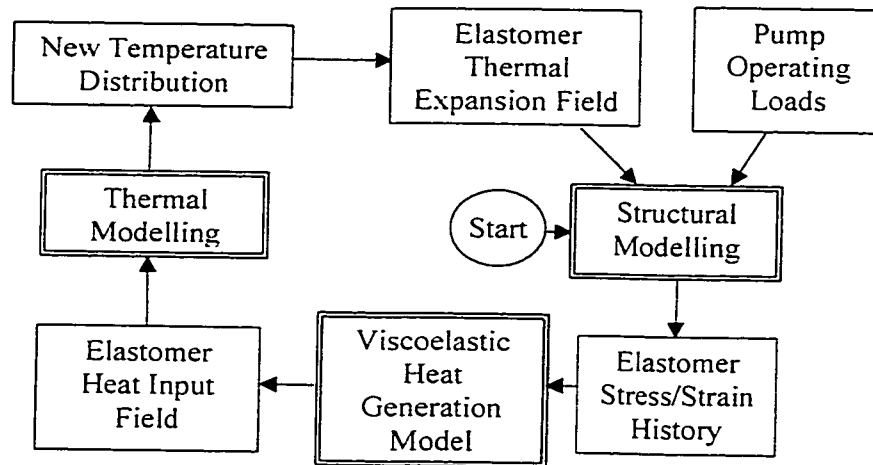 New Temperature
Distribution
Elastomer
Thermal
Expansion Field
Pump
Operating
Loads
Thermal
Modelling
Start
Structural
Modelling
Elastomer
Heat Input
Field
Viscoelastic
Heat
Generation
Model
Elastomer
Stress/Strain
History